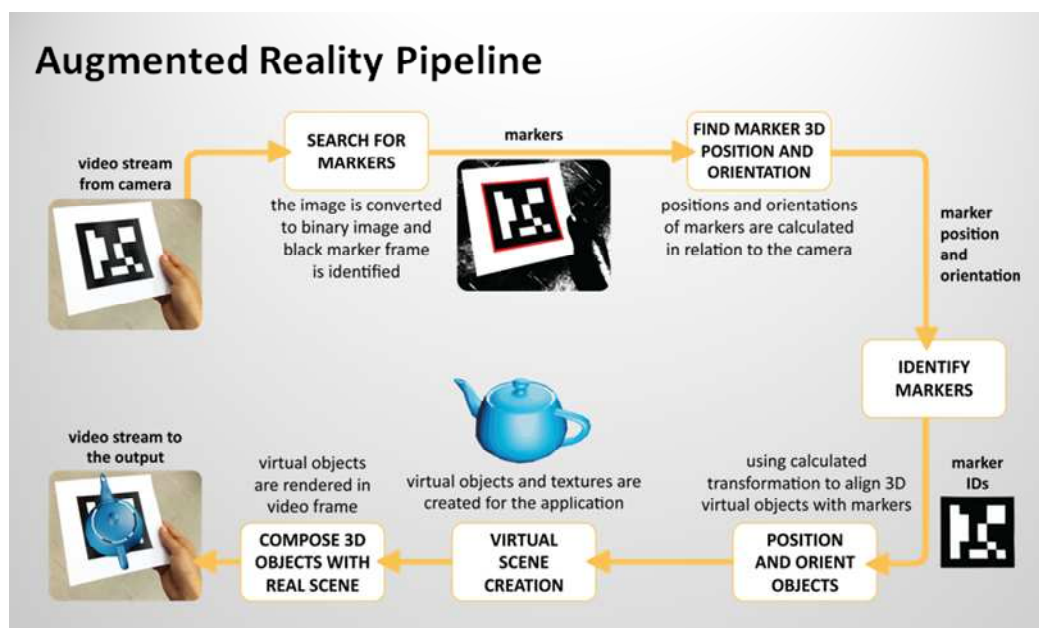 Augmented Reality Pipeline
video stream
from camera
SEARCH FOR
MARKERS
the image is converted
to binary image and
black marker frame
is identified
markers
FIND MARKER 3D
POSITION AND
ORIENTATION
positions and orientations
of markers are calculated
in relation to the camera
marker
position
and
orientation
IDENTIFY
MARKERS
marker
IDs
using calculated
transformation to align 3D
virtual objects with markers
POSITION
AND ORIENT
OBJECTS
virtual objects and textures are
created for the application
VIRTUAL
SCENE
CREATION
virtual objects
are rendered in
video frame
COMPOSE 3D
OBJECTS WITH
REAL SCENE
video stream to
the output